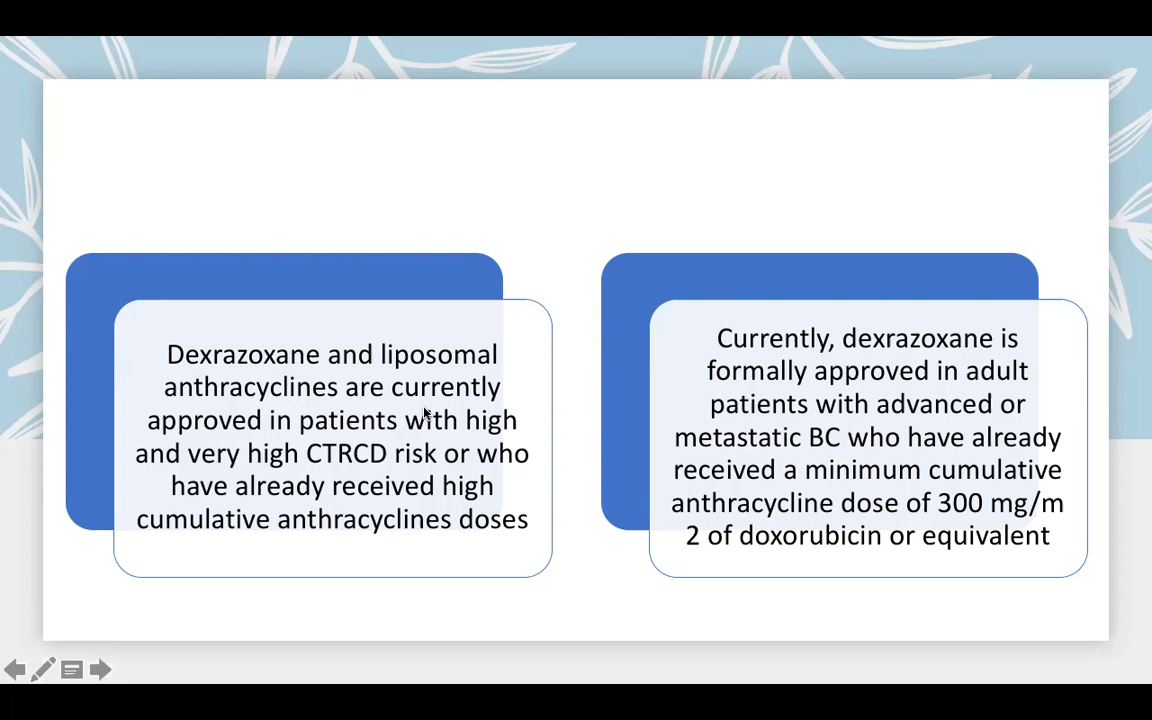 Dexrazoxane and liposomal
anthracyclines are currently
approved in patients with high
and very high CTRCD risk or who
have already received high
cumulative anthracyclines doses
Currently, dexrazoxane is
formally approved in adult
patients with advanced or
metastatic BC who have already
received a minimum cumulative
anthracycline dose of 300 mg/m
2 of doxorubicin or equivalent